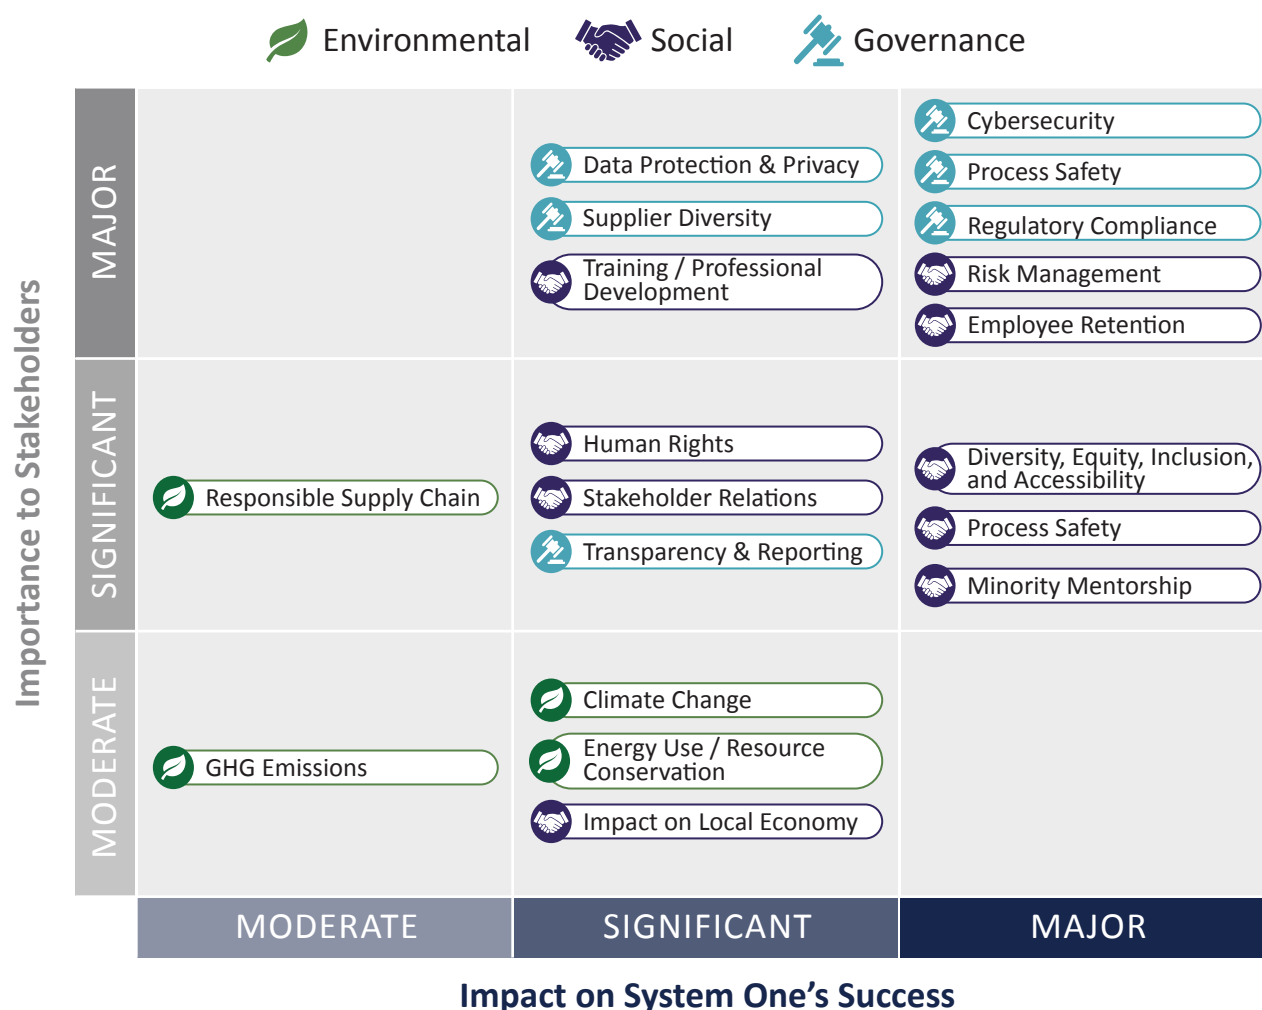 Environmental
Social
Governance
Importance to Stakeholders
MAJOR
Data Protection & Privacy
Supplier Diversity
Training / Professional
Development
Cybersecurity
Process Safety
Regulatory Compliance
Risk Management
Employee Retention
SIGNIFICANT
Responsible Supply Chain
Human Rights
Stakeholder Relations
Transparency & Reporting
Diversity, Equity, Inclusion,
and Accessibility
Process Safety
Minority Mentorship
MODERATE
GHG Emissions
Climate Change
Energy Use / Resource
Conservation
Impact on Local Economy
MODERATE
SIGNIFICANT
MAJOR
Impact on System One’s Success